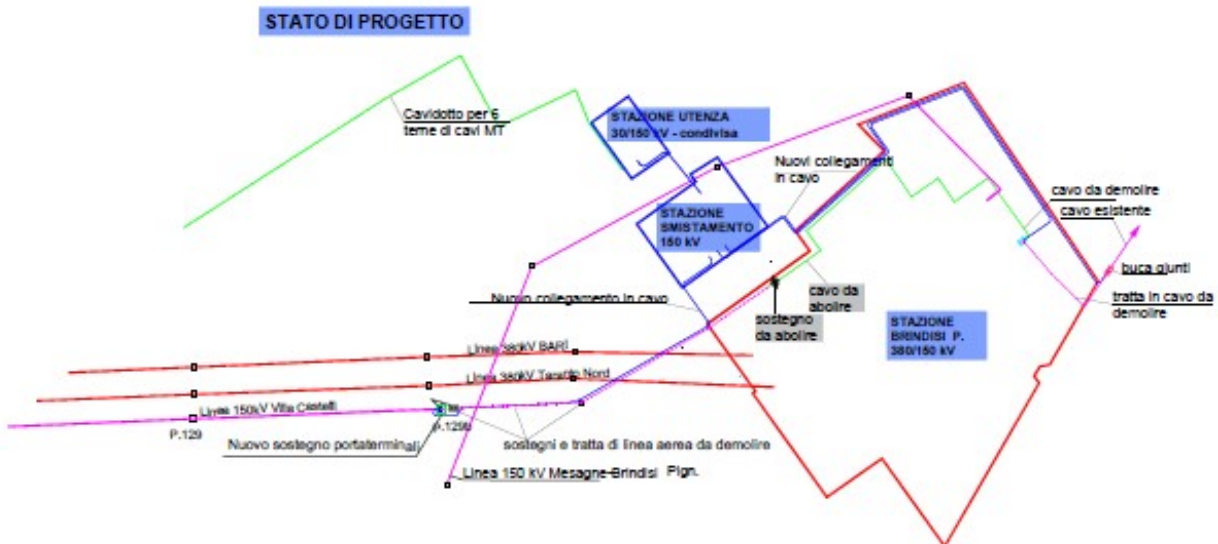 STATO DI PROGETTO
Cavidotto per 6
terne di cavi MT
STAZIONE UTENZA
30/150 kV - condivisa
Nuovi collegamenti
in cavo
STAZIONE
SMISTAMENTO
150 kV
cavo da demolire
cavo esistente
buca giunti
tratta in cavo da
demolire
Nuovo collegamento in cavo
cavo da
abolire
sostegno
da abolire
STAZIONE
BRINDISI P.
380/150 kV
Linea 380kV BARI
Linea 380kV Taranto Nord
Linea 150kV Villa Castelli
P.129
P.129b
Nuovo sostegno portaterminali
sostegni e tratta di linea aerea da demolire
Linea 150 kV Mesagne-Brindisi Pign.